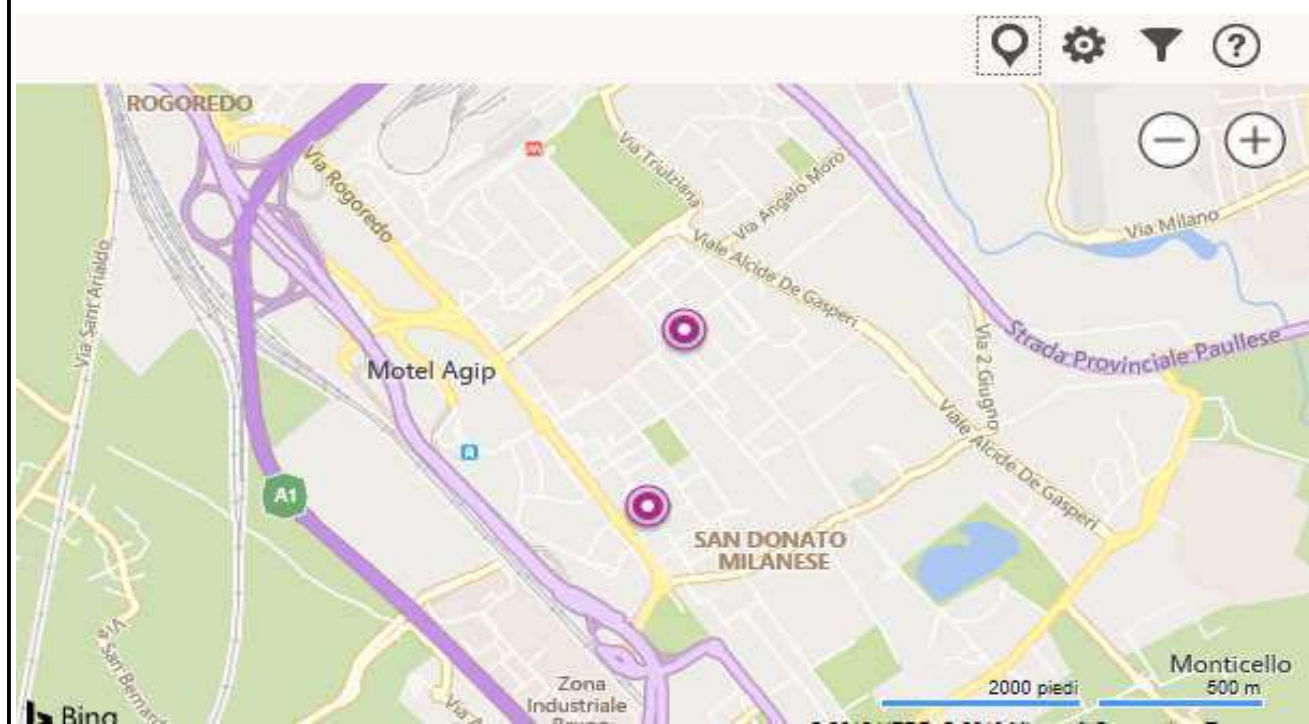 ROGOREDO
Via Rogoredo
Via Triulziana
Via Angelo Moro
Via Milano
Viale Alcide De Gasperi
Via Sant'Arialdo
Motel Agip
Via 2 Giugno
Strada Provinciale Paullese
Viale Alcide De Gasperi
A1
SAN DONATO
MILANESE
Via
San Bernardo
Zona
Industriale
Via A
Monticello
2000 piedi
500 m
Bing